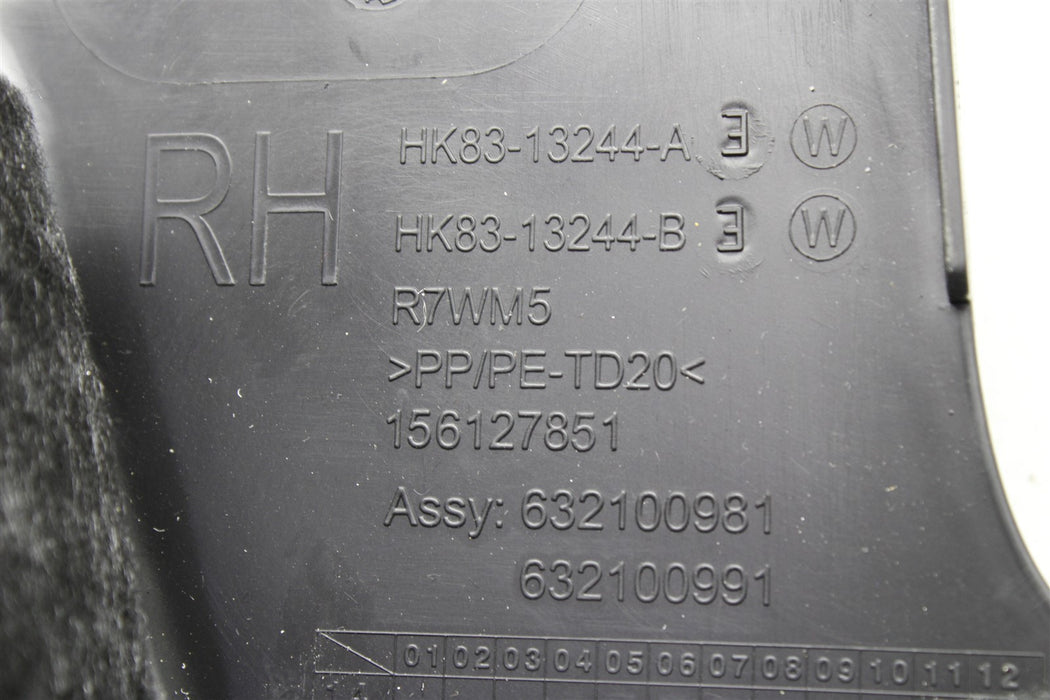 RH
HK83-13244-A E W
HK83-13244-B E W
R7WM5
>PP/PE-TD20<
156127851
Assy: 632100981
632100991
01 02 03 04 05 06 07 08 09 10 11 12